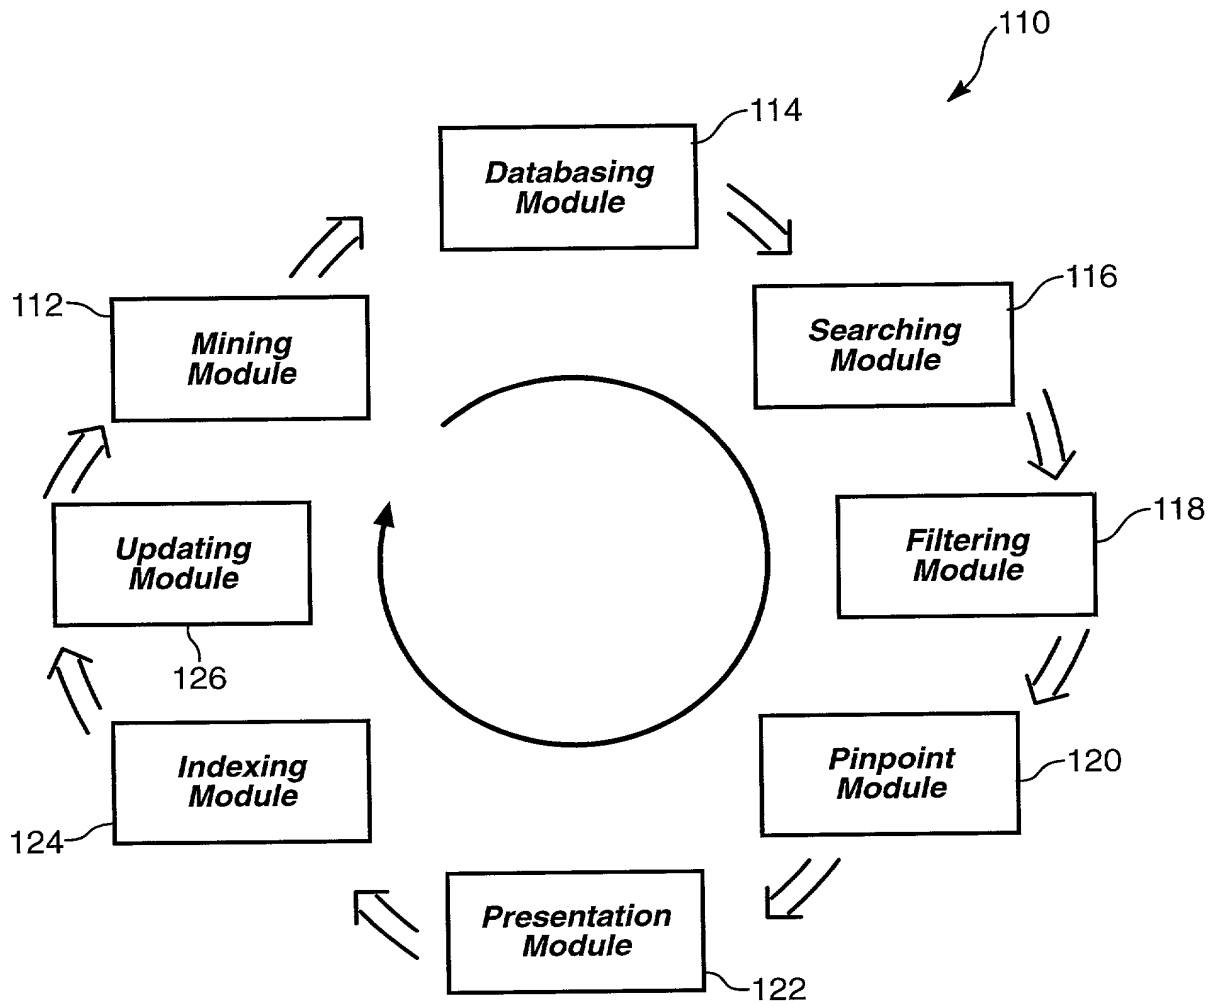 110
114
Databasing
Module
112
Mining
Module
116
Searching
Module
118
Filtering
Module
Updating
Module
126
Pinpoint
Module
120
Indexing
Module
124
Presentation
Module
122